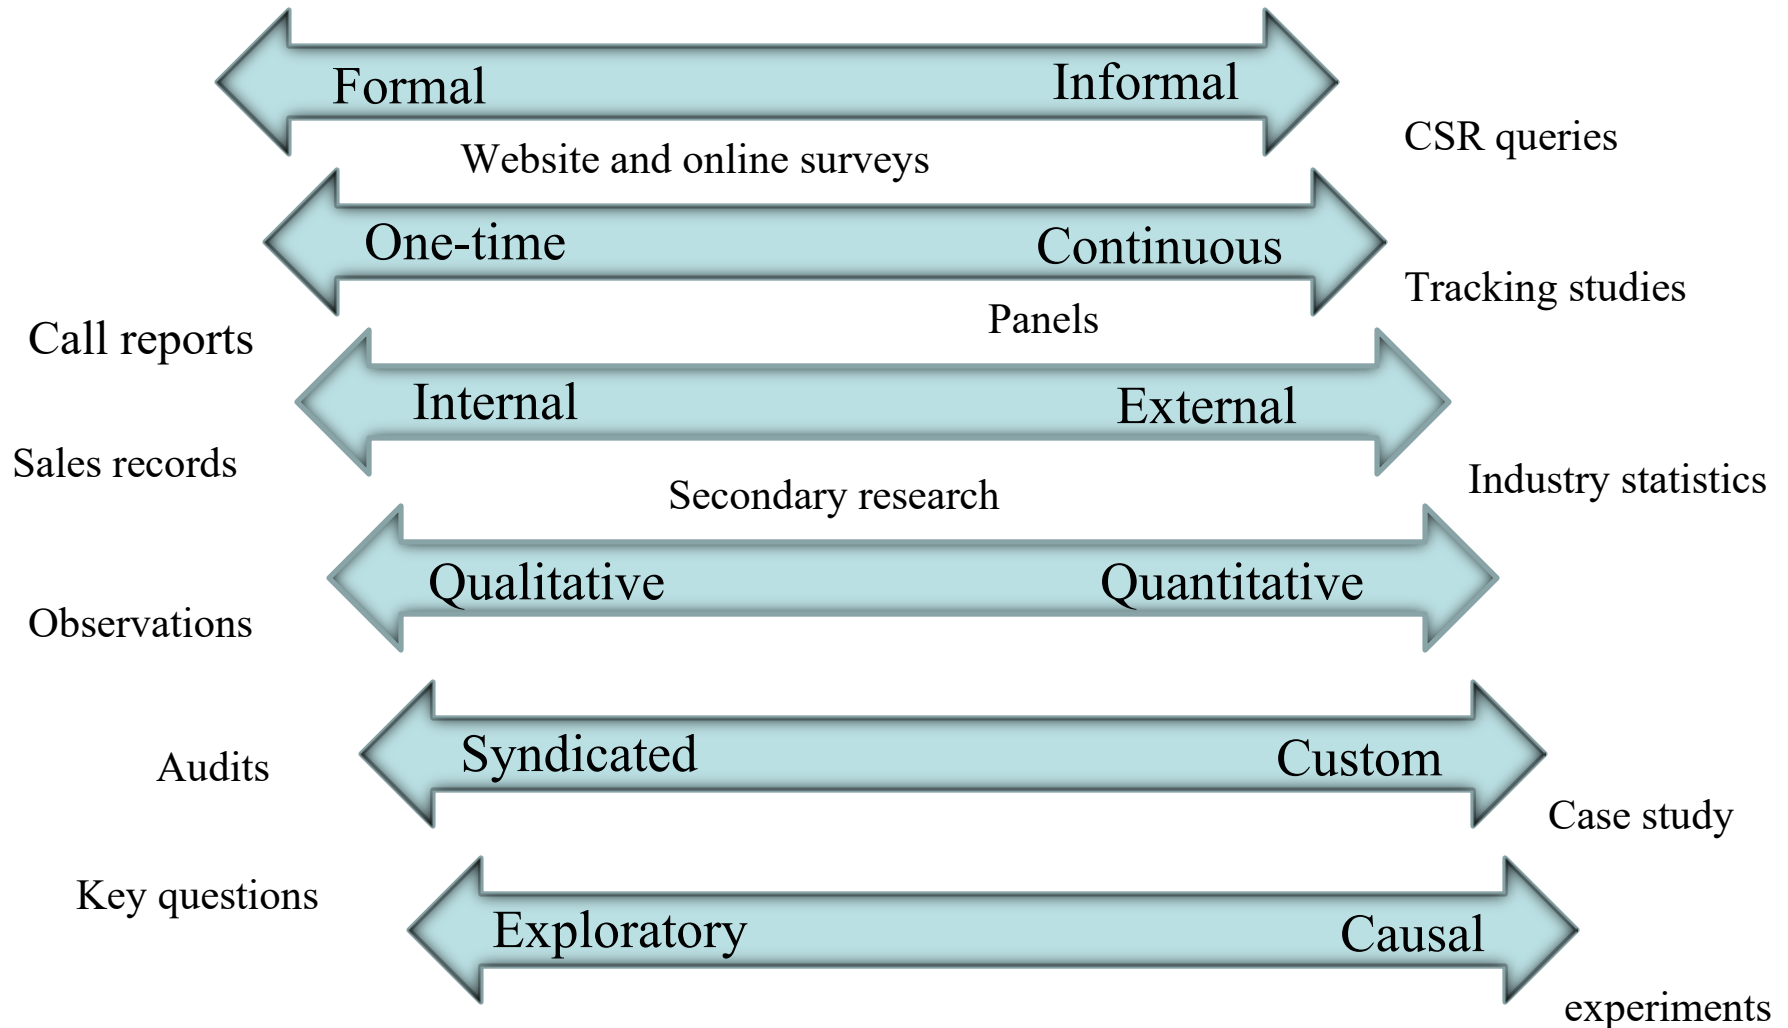 Formal
Informal
CSR queries
Website and online surveys
One-time
Continuous
Tracking studies
Panels
Call reports
Internal
External
Sales records
Industry statistics
Secondary research
Qualitative
Quantitative
Observations
Syndicated
Custom
Audits
Case study
Key questions
Exploratory
Causal
experiments